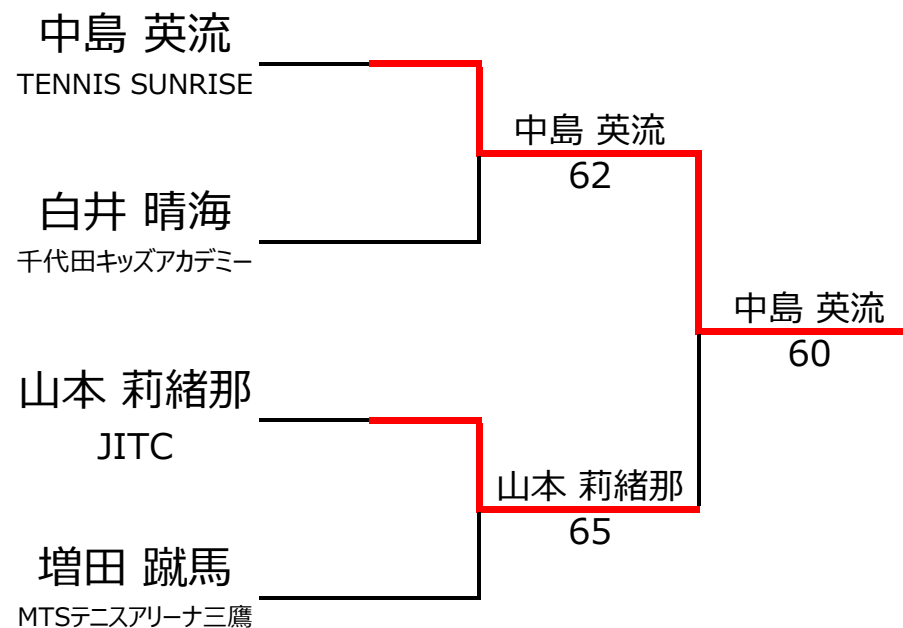 中島 英流
TENNIS SUNRISE
中島 英流
62
白井 晴海
千代田キッズアカデミー
中島 英流
60
山本 莉緒那
JITC
山本 莉緒那
65
増田 蹴馬
MTSテニスアリーナ三鷹